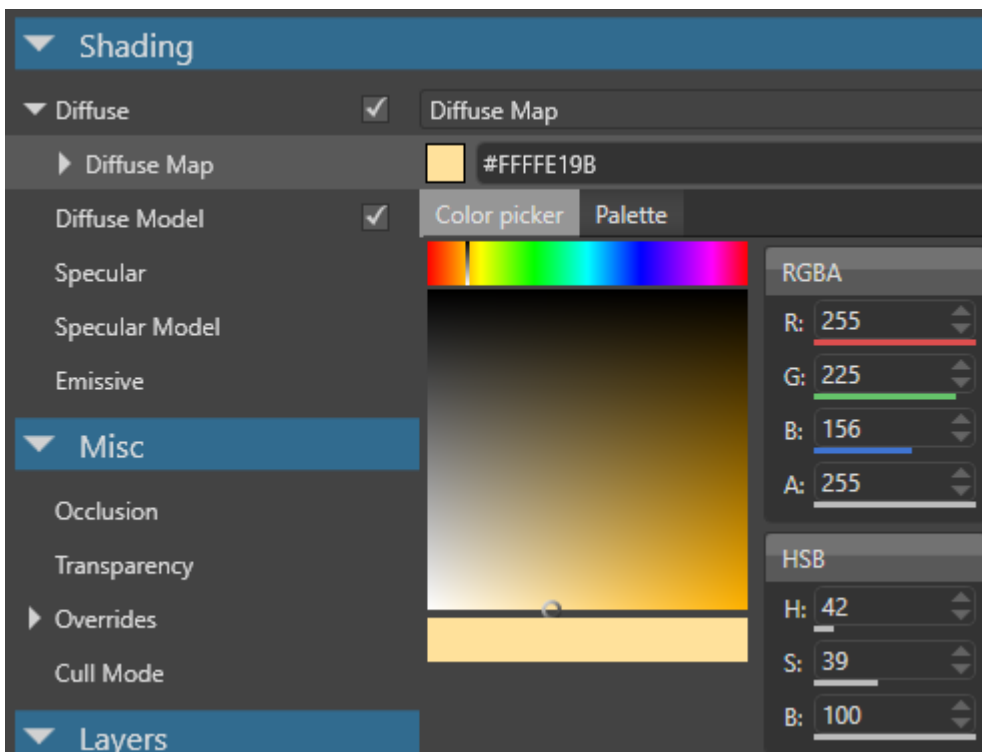 Shading
Diffuse
Diffuse Map
Diffuse Map
#FFFFE19B
Diffuse Model
Color picker
Palette
Specular
Specular Model
Emissive
RGBA
R: 255
G: 225
B: 156
A: 255
Misc
Occlusion
Transparency
Overrides
Cull Mode
HSB
H: 42
S: 39
B: 100
Layers